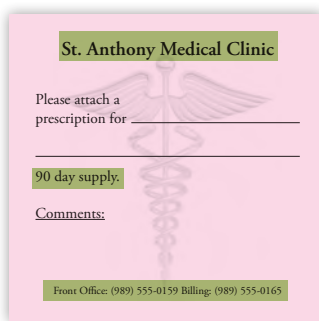 St. Anthony Medical Clinic
Please attach a
prescription for
90 day supply.
Comments:
Front Office: (989) 555-0159 Billing: (989) 555-0165